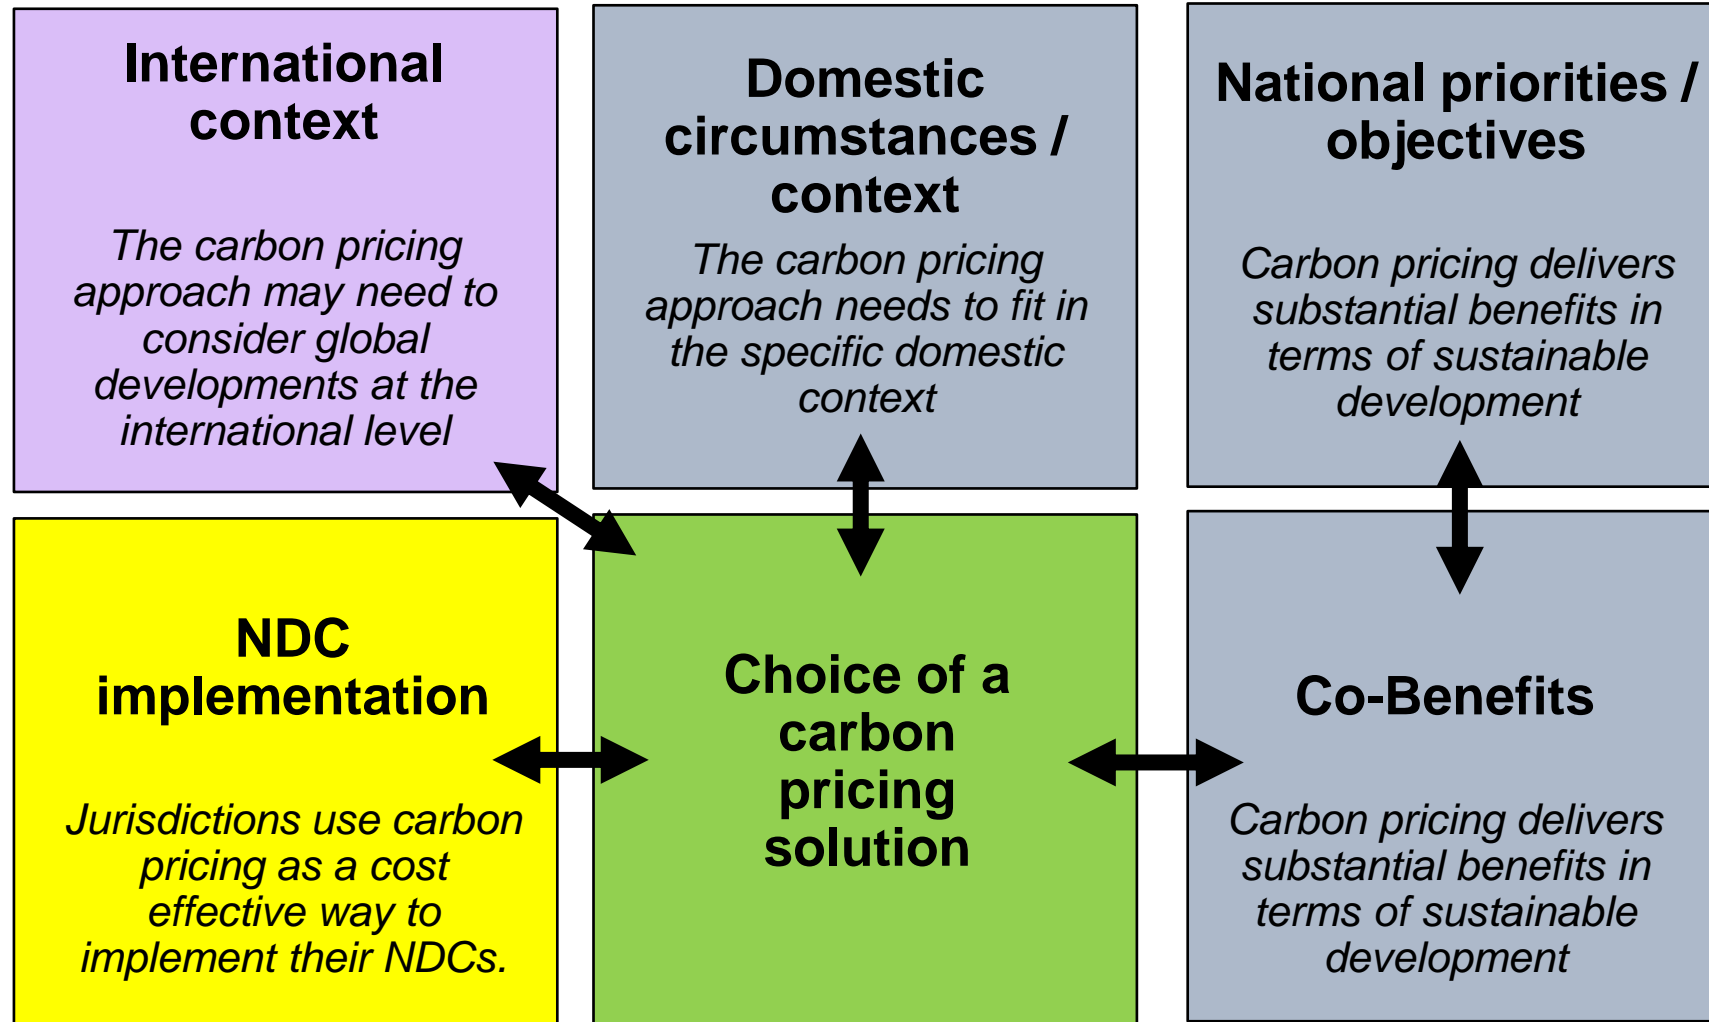 International
context
The carbon pricing
approach may need to
consider global
developments at the
international level
Domestic
circumstances /
context
The carbon pricing
approach needs to fit in
the specific domestic
context
National priorities /
objectives
Carbon pricing delivers
substantial benefits in
terms of sustainable
development
NDC
implementation
Jurisdictions use carbon
pricing as a cost
effective way to
implement their NDCs.
Choice of a
carbon
pricing
solution
Co-Benefits
Carbon pricing delivers
substantial benefits in
terms of sustainable
development